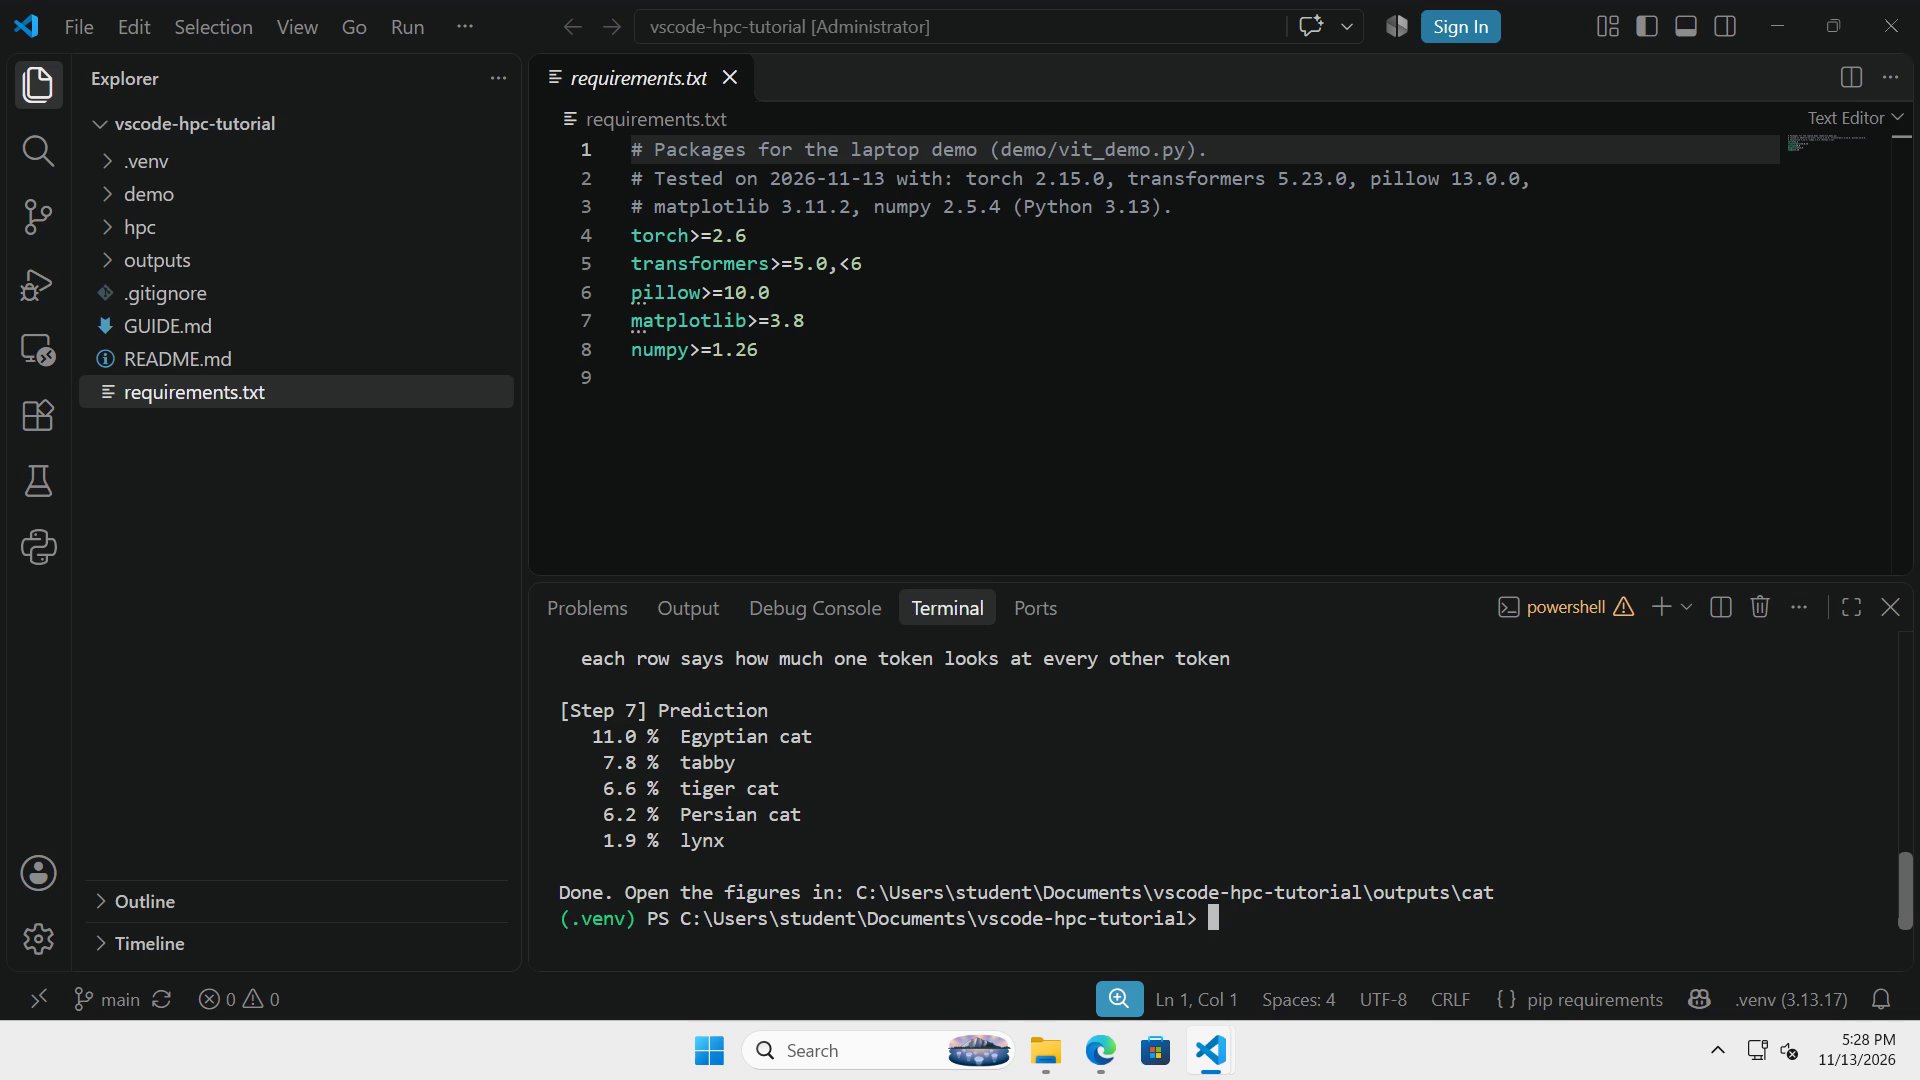 File Edit Selection View Go Run
vscode-hpc-tutorial [Administrator]
Sign In
Explorer
vscode-hpc-tutorial
.venv
demo
hpc
outputs
.gitignore
GUIDE.md
README.md
requirements.txt
Outline
Timeline
requirements.txt
requirements.txt
Text Editor
1 # Packages for the laptop demo (demo/vit_demo.py).
2 # Tested on 2026-11-13 with: torch 2.15.0, transformers 5.23.0, pillow 13.0.0,
3 # matplotlib 3.11.2, numpy 2.5.4 (Python 3.13).
4 torch>=2.6
5 transformers>=5.0,<6
6 pillow>=10.0
7 matplotlib>=3.8
8 numpy>=1.26
9
Problems Output Debug Console Terminal Ports
powershell
each row says how much one token looks at every other token
[Step 7] Prediction
11.0 % Egyptian cat
7.8 % tabby
6.6 % tiger cat
6.2 % Persian cat
1.9 % lynx
Done. Open the figures in: C:\Users\student\Documents\vscode-hpc-tutorial\outputs\cat
(.venv) PS C:\Users\student\Documents\vscode-hpc-tutorial>
main 0 0
Ln 1, Col 1 Spaces: 4 UTF-8 CRLF { } pip requirements .venv (3.13.17)
Search
5:28 PM
11/13/2026